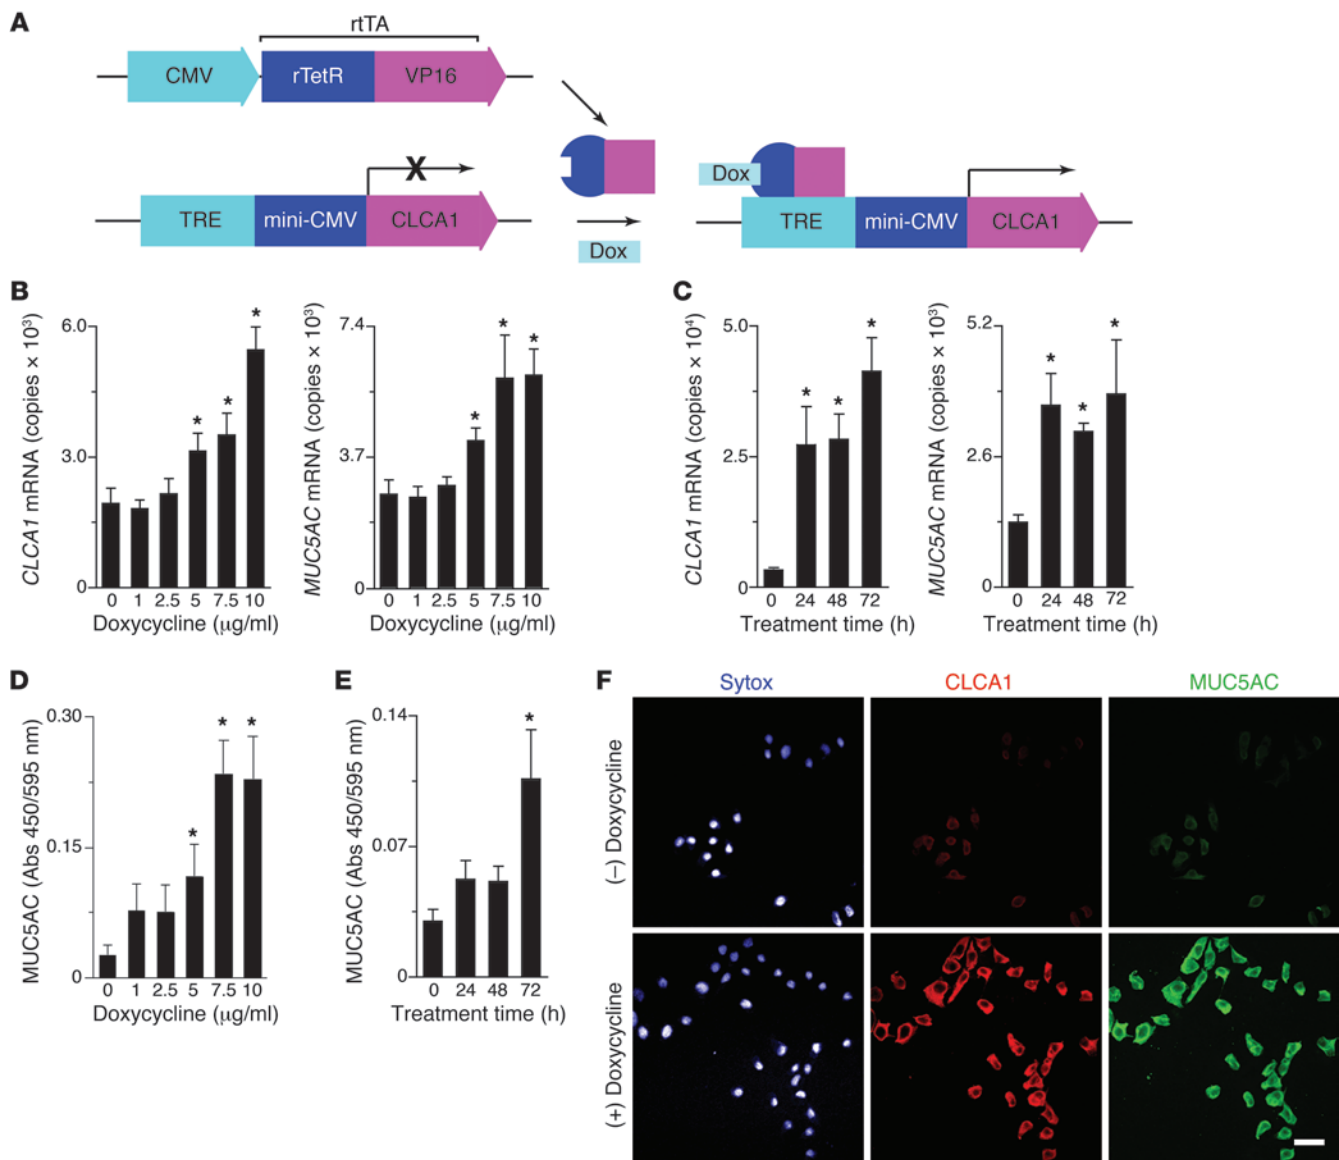 A
rtTA
CMV rTetR VP16
X
TRE mini-CMV CLCA1
Dox
Dox
TRE mini-CMV CLCA1
B
CLCA1 mRNA (copies × 10³)
6.0
3.0
0
0 1 2.5 5 7.5 10
Doxycycline (µg/ml)
* * *
MUC5AC mRNA (copies × 10³)
7.4
3.7
0
0 1 2.5 5 7.5 10
Doxycycline (µg/ml)
* * *
C
CLCA1 mRNA (copies × 10⁴)
5.0
2.5
0
0 24 48 72
Treatment time (h)
* * *
MUC5AC mRNA (copies × 10³)
5.2
2.6
0
0 24 48 72
Treatment time (h)
* * *
D
MUC5AC (Abs 450/595 nm)
0.30
0.15
0
0 1 2.5 5 7.5 10
Doxycycline (µg/ml)
* * *
E
MUC5AC (Abs 450/595 nm)
0.14
0.07
0
0 24 48 72
Treatment time (h)
*
F
Sytox CLCA1 MUC5AC
(−) Doxycycline
(+) Doxycycline